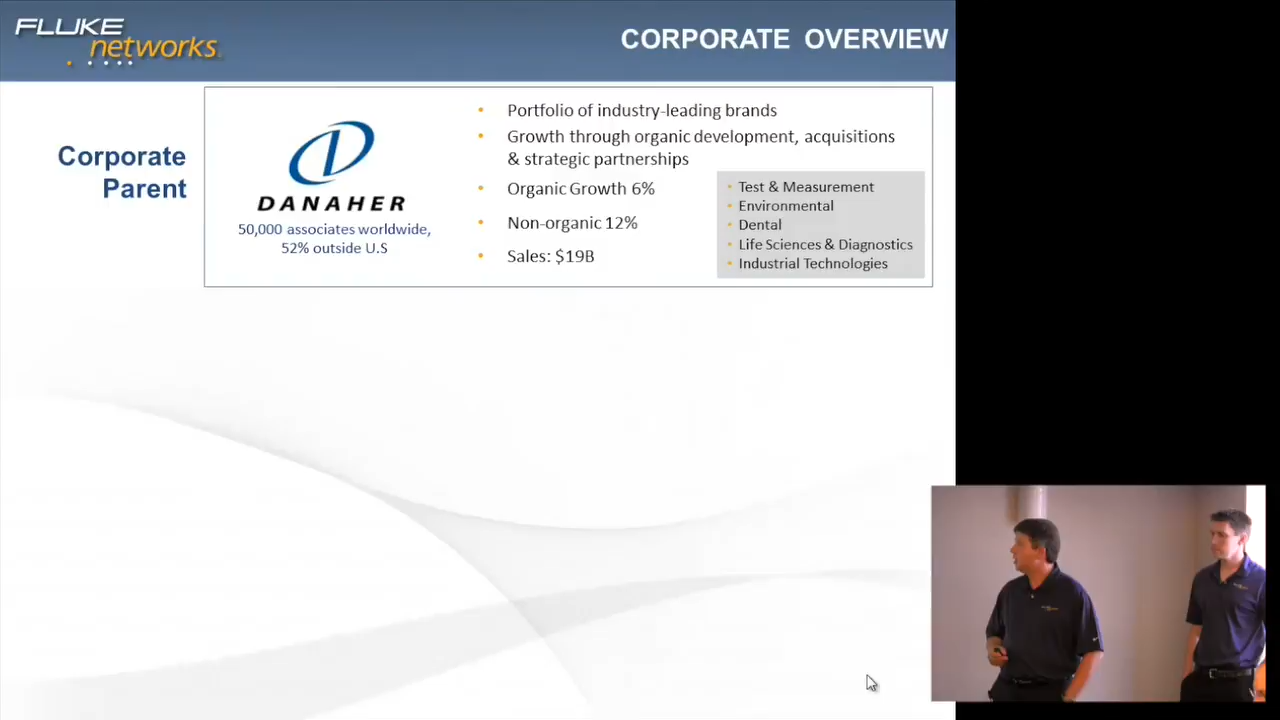 FLUKE
networks.
CORPORATE OVERVIEW
Corporate
Parent
DANAHER
50,000 associates worldwide,
52% outside U.S
• Portfolio of industry-leading brands
• Growth through organic development, acquisitions
& strategic partnerships
• Organic Growth 6%
• Non-organic 12%
• Sales: $19B
• Test & Measurement
• Environmental
• Dental
• Life Sciences & Diagnostics
• Industrial Technologies